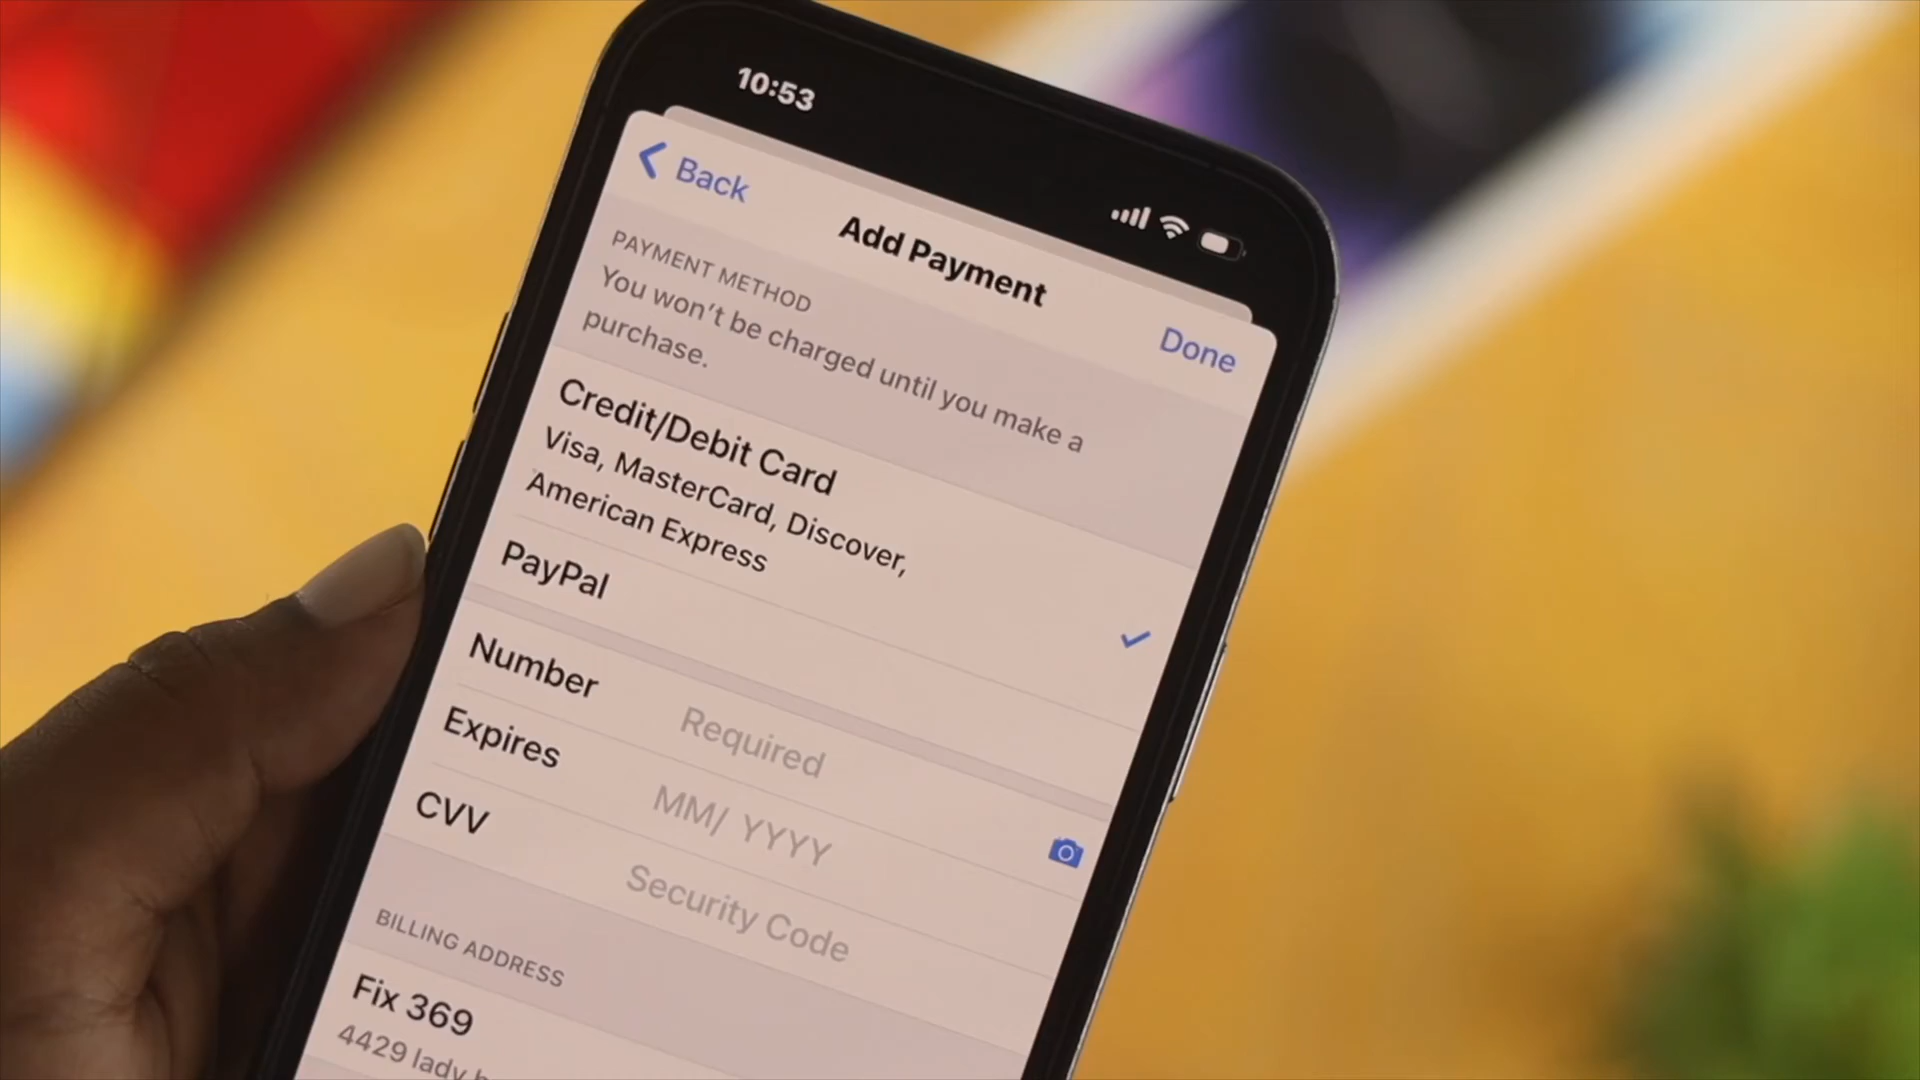 10:53
Back
Add Payment
Done
PAYMENT METHOD
You won't be charged until you make a
purchase.
Credit/Debit Card
Visa, MasterCard, Discover,
American Express
PayPal
Number Required
Expires MM/ YYYY
CVV Security Code
BILLING ADDRESS
Fix 369
4429 lady